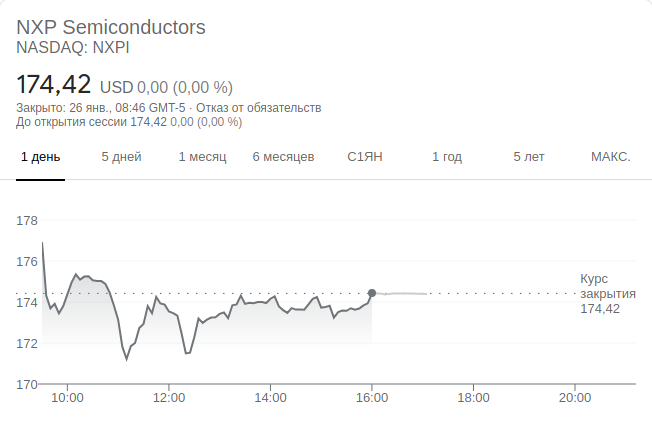 NXP Semiconductors
NASDAQ: NXPI
174,42 USD 0,00 (0,00 %)
Закрыто: 26 янв., 08:46 GMT-5 · Отказ от обязательств
До открытия сессии 174,42 0,00 (0,00 %)
1 день 5 дней 1 месяц 6 месяцев С1ЯН 1 год 5 лет МАКС.
178
176
Курс
закрытия
174,42
174
172
170
10:00 12:00 14:00 16:00 18:00 20:00